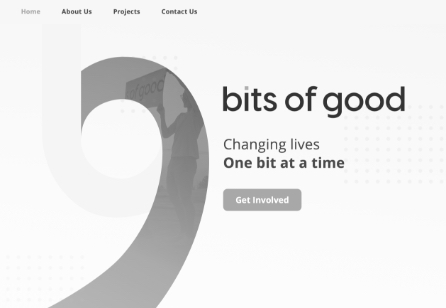 Home About Us Projects Contact Us
bits of good
Changing lives
One bit at a time
Get Involved